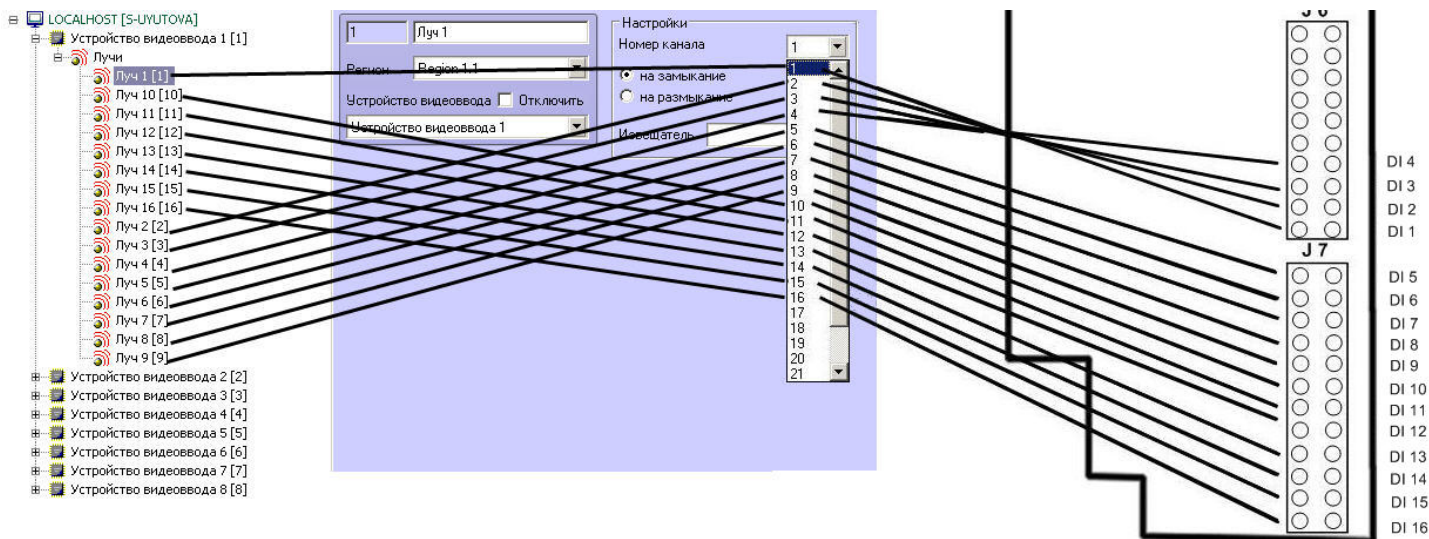 LOCALHOST [S-UYUTOVA]
Устройство видеоввода 1 [1]
Лучи
Луч 1 [1]
Луч 10 [10]
Луч 11 [11]
Луч 12 [12]
Луч 13 [13]
Луч 14 [14]
Луч 15 [15]
Луч 16 [16]
Луч 2 [2]
Луч 3 [3]
Луч 4 [4]
Луч 5 [5]
Луч 6 [6]
Луч 7 [7]
Луч 8 [8]
Луч 9 [9]
Устройство видеоввода 2 [2]
Устройство видеоввода 3 [3]
Устройство видеоввода 4 [4]
Устройство видеоввода 5 [5]
Устройство видеоввода 6 [6]
Устройство видеоввода 7 [7]
Устройство видеоввода 8 [8]
1 Луч 1
Регион Region 1.1
Устройство видеоввода Отключить
Устройство видеоввода 1
Настройки
Номер канала 1
на замыкание
на размыкание
Извещатель
1
2
3
4
5
6
7
8
9
10
11
12
13
14
15
16
17
18
19
20
21
J 6
DI 4
DI 3
DI 2
DI 1
J 7
DI 5
DI 6
DI 7
DI 8
DI 9
DI 10
DI 11
DI 12
DI 13
DI 14
DI 15
DI 16